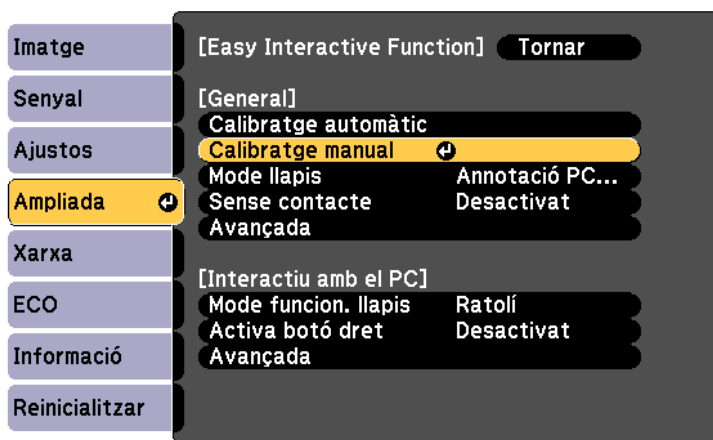 Imatge
Senyal
Ajustos
Ampliada
Xarxa
ECO
Informació
Reinicialitzar
[Easy Interactive Function] Tornar
[General]
Calibratge automàtic
Calibratge manual
Mode llapis Annotació PC...
Sense contacte Desactivat
Avançada
[Interactiu amb el PC]
Mode funcion. llapis Ratolí
Activa botó dret Desactivat
Avançada